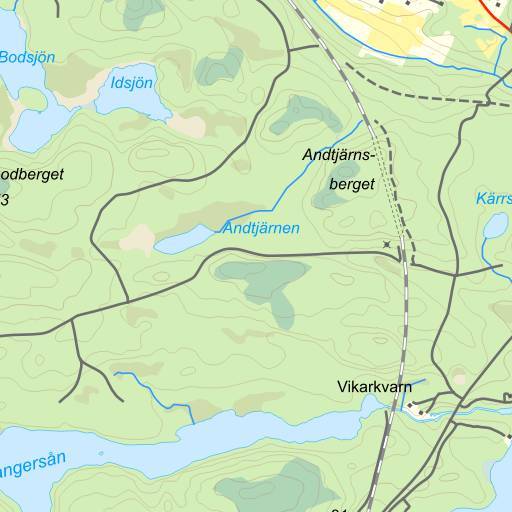 Bodsjön
Idsjön
Andtjärns-
berget
odberget
3
Kärrs
Andtjärnen
Vikarkvarn
angersån